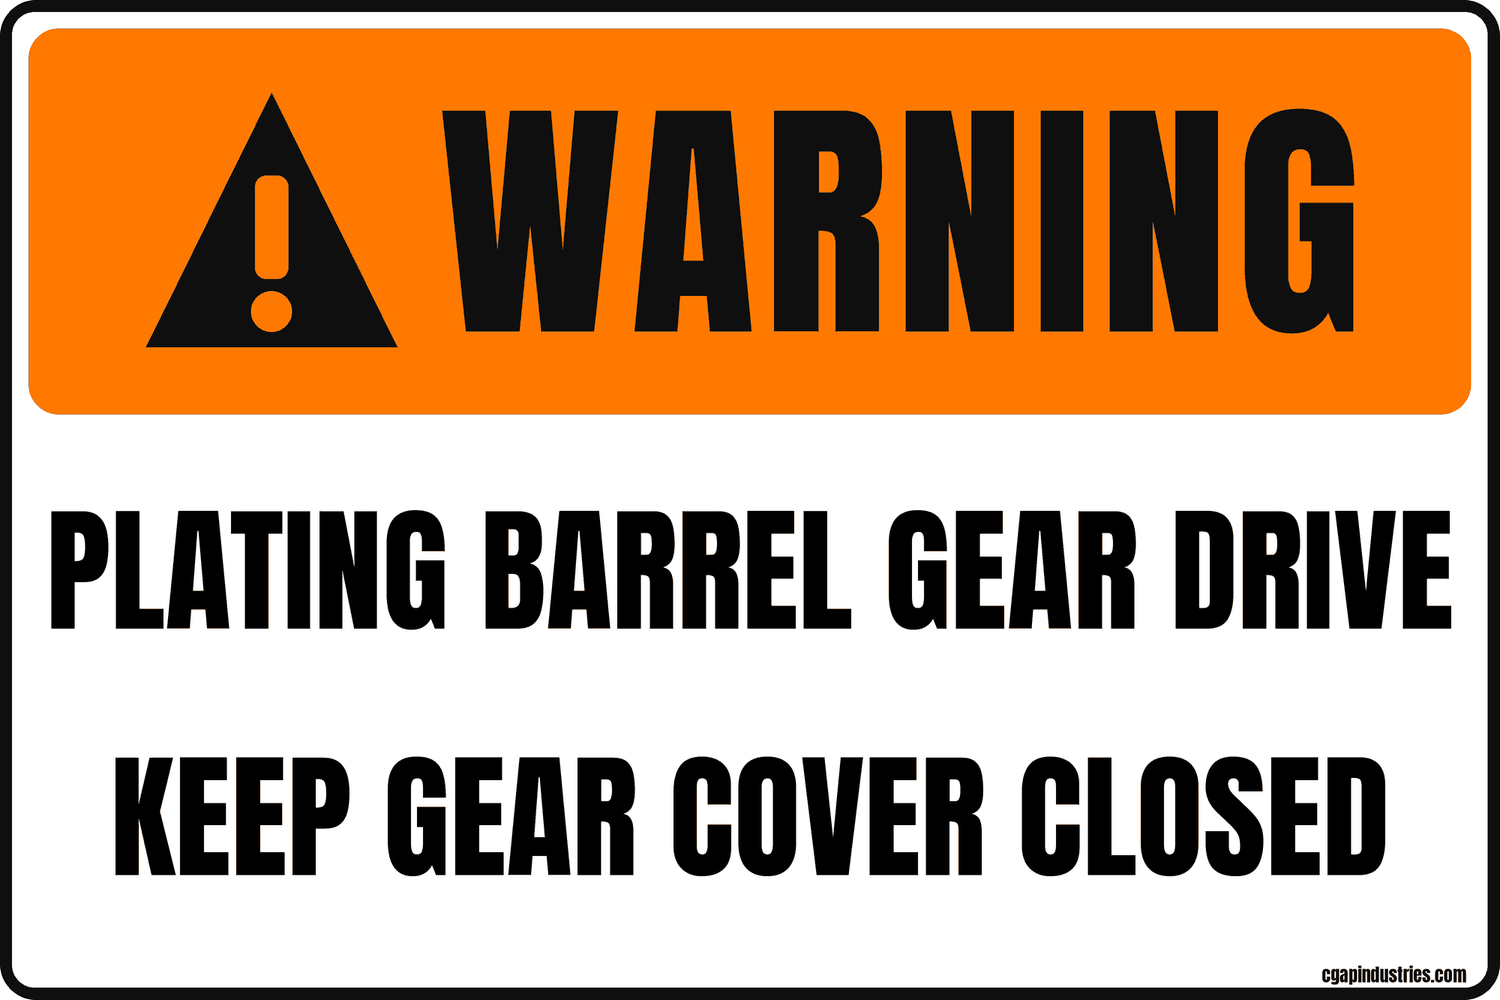 WARNING
PLATING BARREL GEAR DRIVE
KEEP GEAR COVER CLOSED
cgapindustries.com